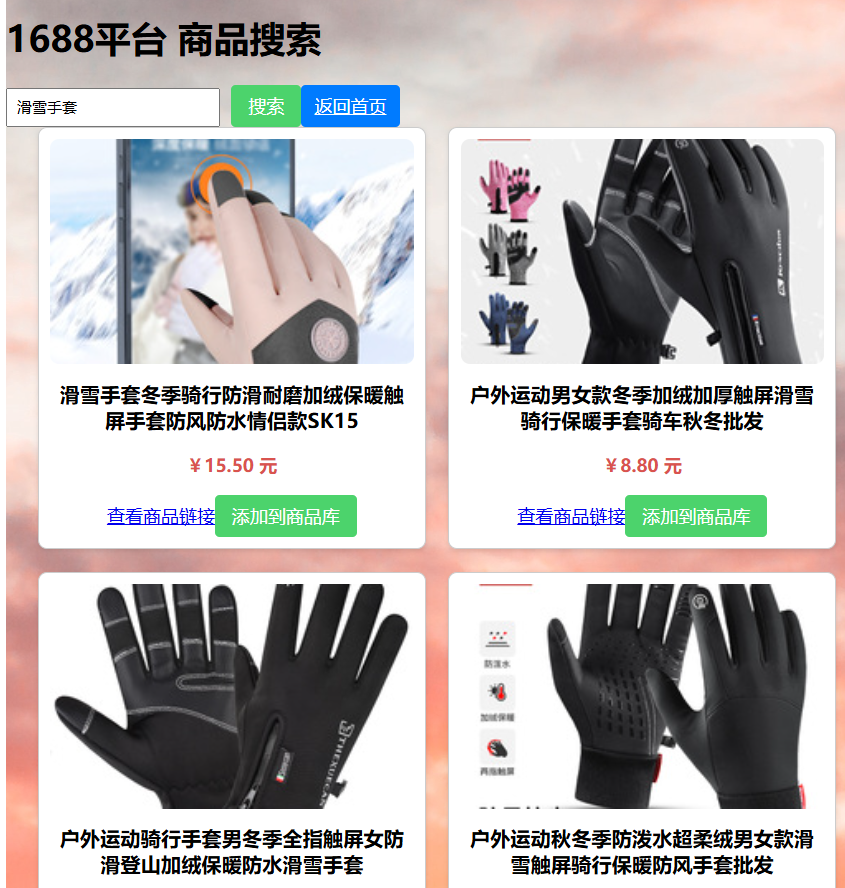 1688平台 商品搜索
滑雪手套
搜索
返回首页
滑雪手套冬季骑行防滑耐磨加绒保暖触
屏手套防风防水情侣款SK15
￥15.50 元
查看商品链接
添加到商品库
户外运动男女款冬季加绒加厚触屏滑雪
骑行保暖手套骑车秋冬批发
￥8.80 元
查看商品链接
添加到商品库
户外运动骑行手套男冬季全指触屏女防
滑登山加绒保暖防水滑雪手套
防泼水
加绒保暖
两指触屏
户外运动秋冬季防泼水超柔绒男女款滑
雪触屏骑行保暖防风手套批发